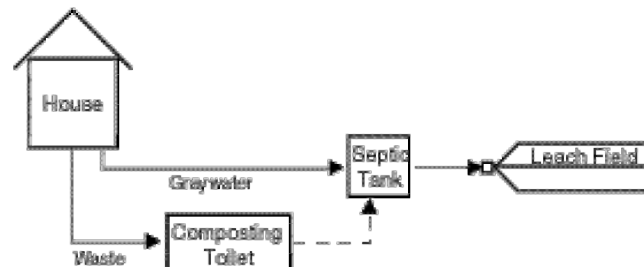 House
Septic
Tank
Leach Field
Graywater
Composting
Toilet
Waste